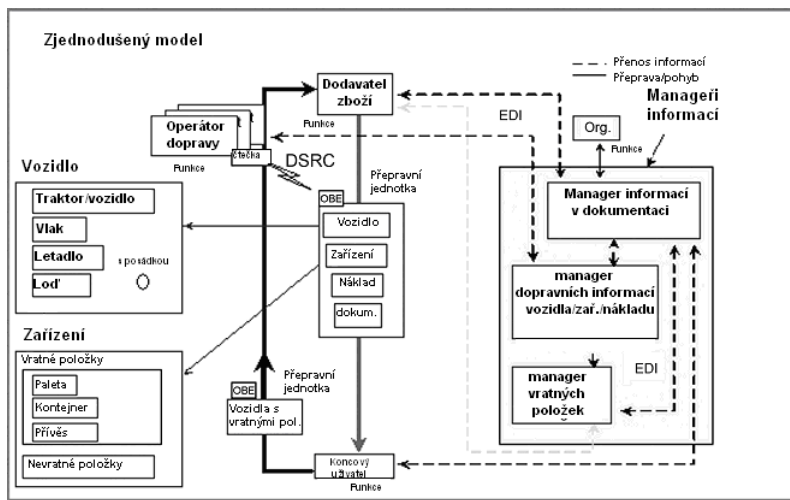 Zjednodušený model
Přenos informací
Přeprava/pohyb
Manageři
informací
Dodavatel
zboží
Funkce
Operátor
dopravy
čtečka
Funkce
DSRC
EDI
Org.
Funkce
Vozidlo
Traktor/vozidlo
Vlak
Letadlo
Loď
s posádkou
Přepravní
jednotka
OBE
Vozidlo
Zařízení
Náklad
dokum.
Manager informací
v dokumentaci
manager
dopravních informací
vozidla/zař./nákladu
manager
vratných
položek
EDI
Zařízení
Vratné položky
Paleta
Kontejner
Přívěs
Nevratné položky
Přepravní
jednotka
OBE
Vozidla s
vratnými pol.
Koncový
uživatel
Funkce